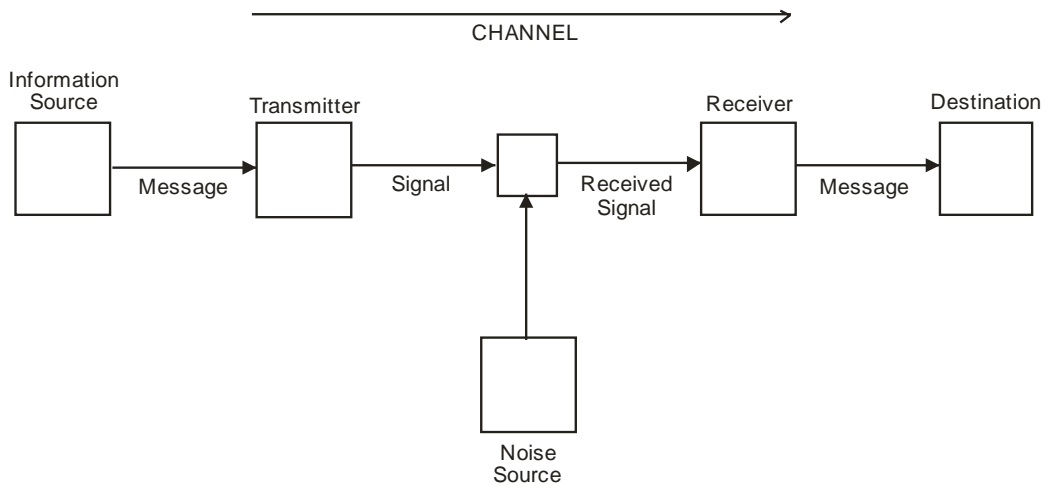 CHANNEL
Information
Source
Transmitter
Receiver
Destination
Message
Signal
Received
Signal
Message
Noise
Source